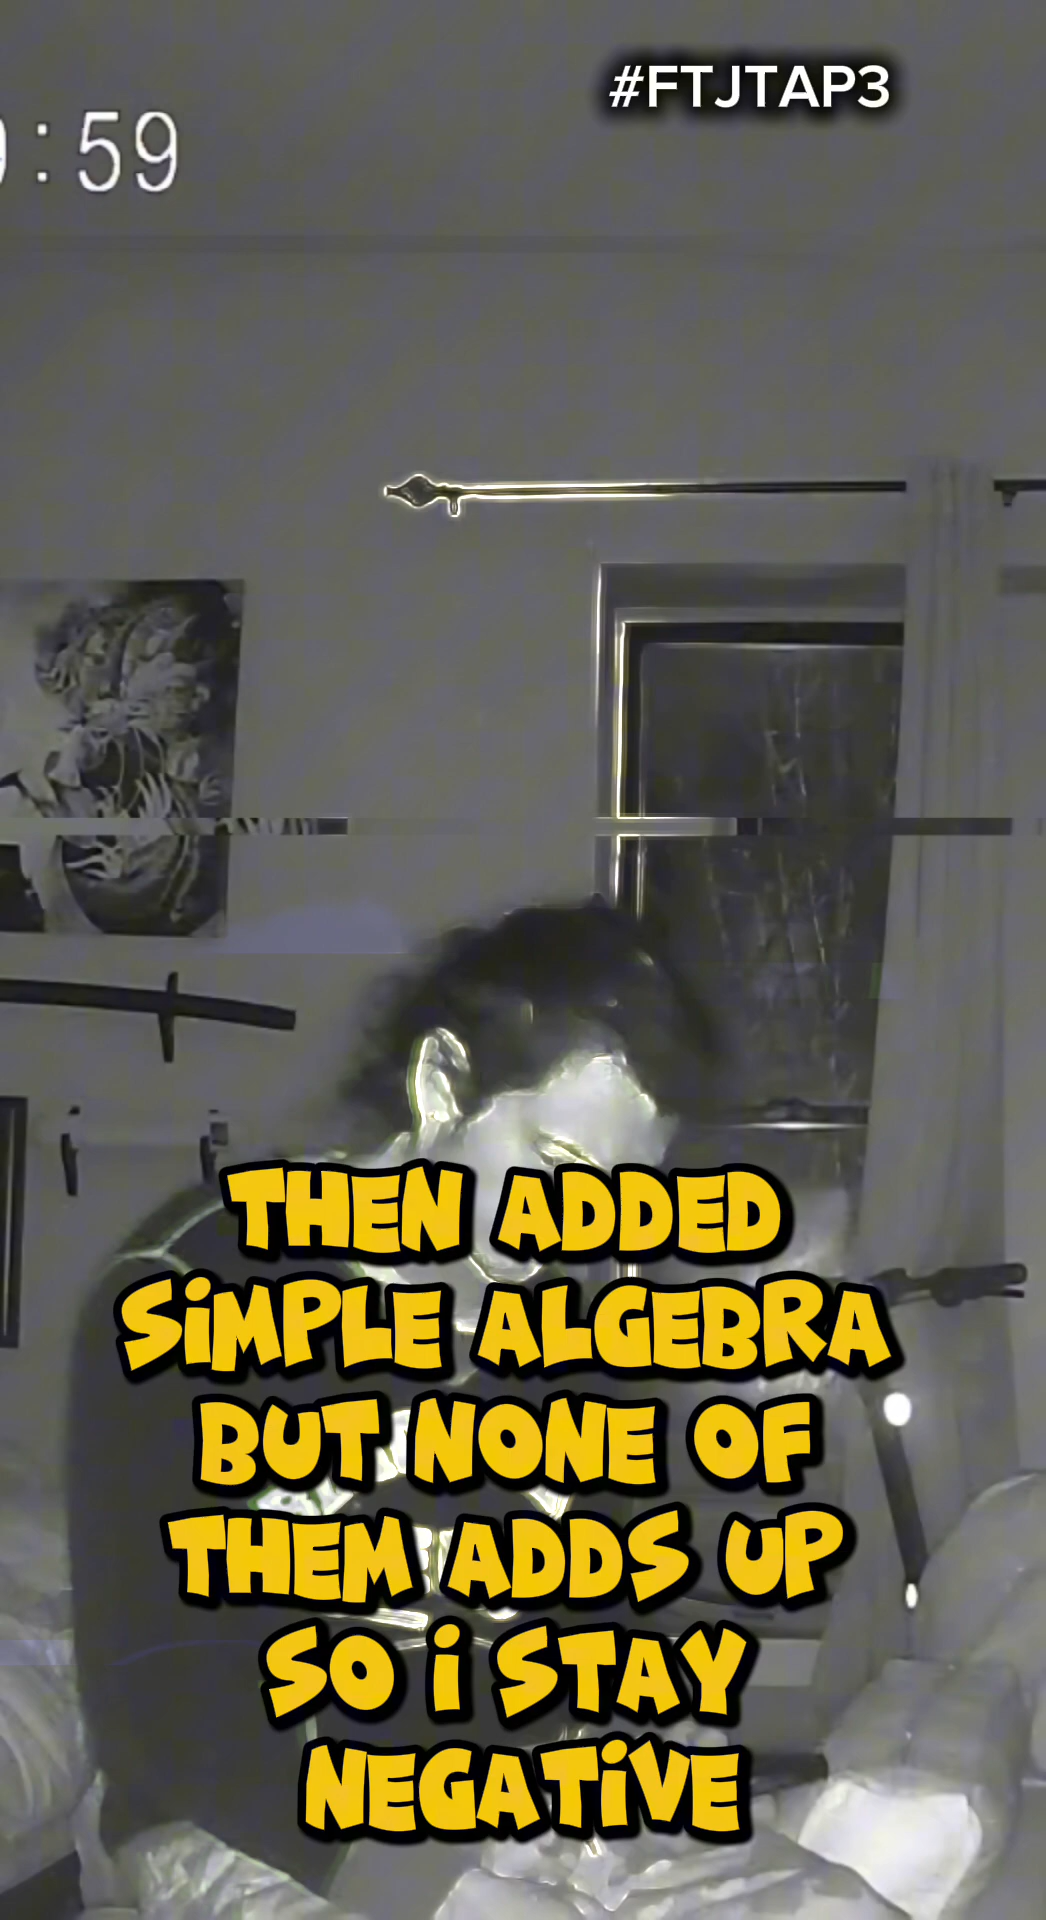 #FTJTAP3
:59
THEN ADDED
SiMPLE ALGEBRA
BUT NONE OF
THEM ADDS UP
SO i STAY
NEGATiVE